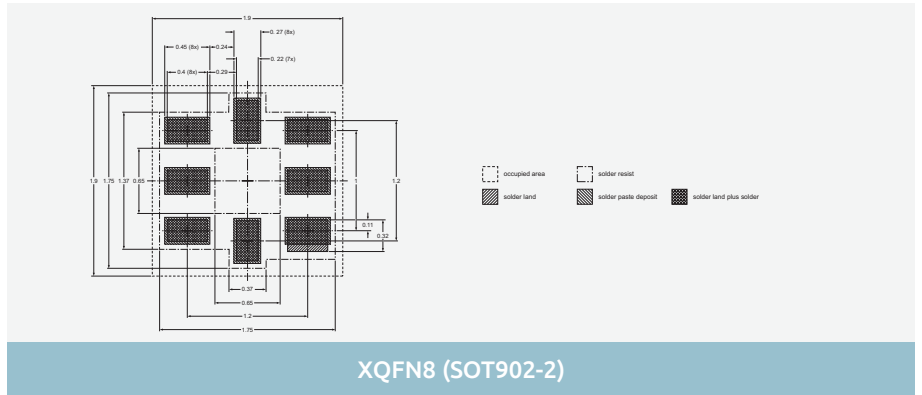 1.9
0. 27 (8x)
0.45 (8x) 0.24
0. 22 (7x)
0.4 (8x) 0.29
1.9 1.75 1.37 0.65
1.2
0.11
0.32
0.37
0.65
1.2
1.75
occupied area
solder resist
solder land
solder paste deposit
solder land plus solder
XQFN8 (SOT902-2)